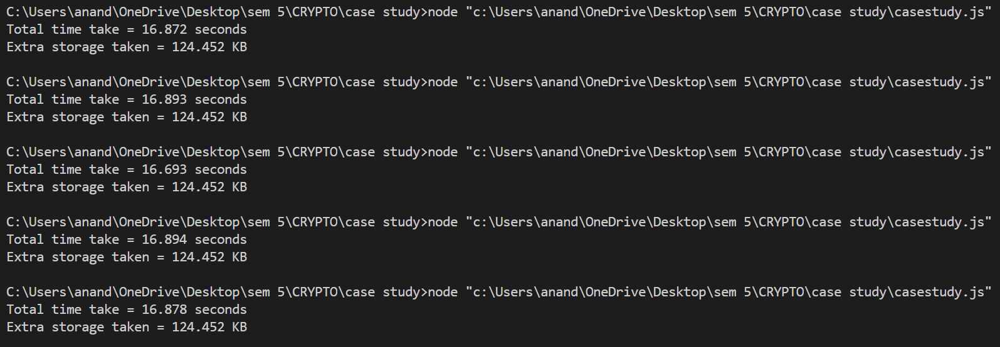 C:\Users\anand\OneDrive\Desktop\sem 5\CRYPTO\case study>node "c:\Users\anand\OneDrive\Desktop\sem 5\CRYPTO\case study\casestudy.js"
Total time take = 16.872 seconds
Extra storage taken = 124.452 KB
C:\Users\anand\OneDrive\Desktop\sem 5\CRYPTO\case study>node "c:\Users\anand\OneDrive\Desktop\sem 5\CRYPTO\case study\casestudy.js"
Total time take = 16.893 seconds
Extra storage taken = 124.452 KB
C:\Users\anand\OneDrive\Desktop\sem 5\CRYPTO\case study>node "c:\Users\anand\OneDrive\Desktop\sem 5\CRYPTO\case study\casestudy.js"
Total time take = 16.693 seconds
Extra storage taken = 124.452 KB
C:\Users\anand\OneDrive\Desktop\sem 5\CRYPTO\case study>node "c:\Users\anand\OneDrive\Desktop\sem 5\CRYPTO\case study\casestudy.js"
Total time take = 16.894 seconds
Extra storage taken = 124.452 KB
C:\Users\anand\OneDrive\Desktop\sem 5\CRYPTO\case study>node "c:\Users\anand\OneDrive\Desktop\sem 5\CRYPTO\case study\casestudy.js"
Total time take = 16.878 seconds
Extra storage taken = 124.452 KB